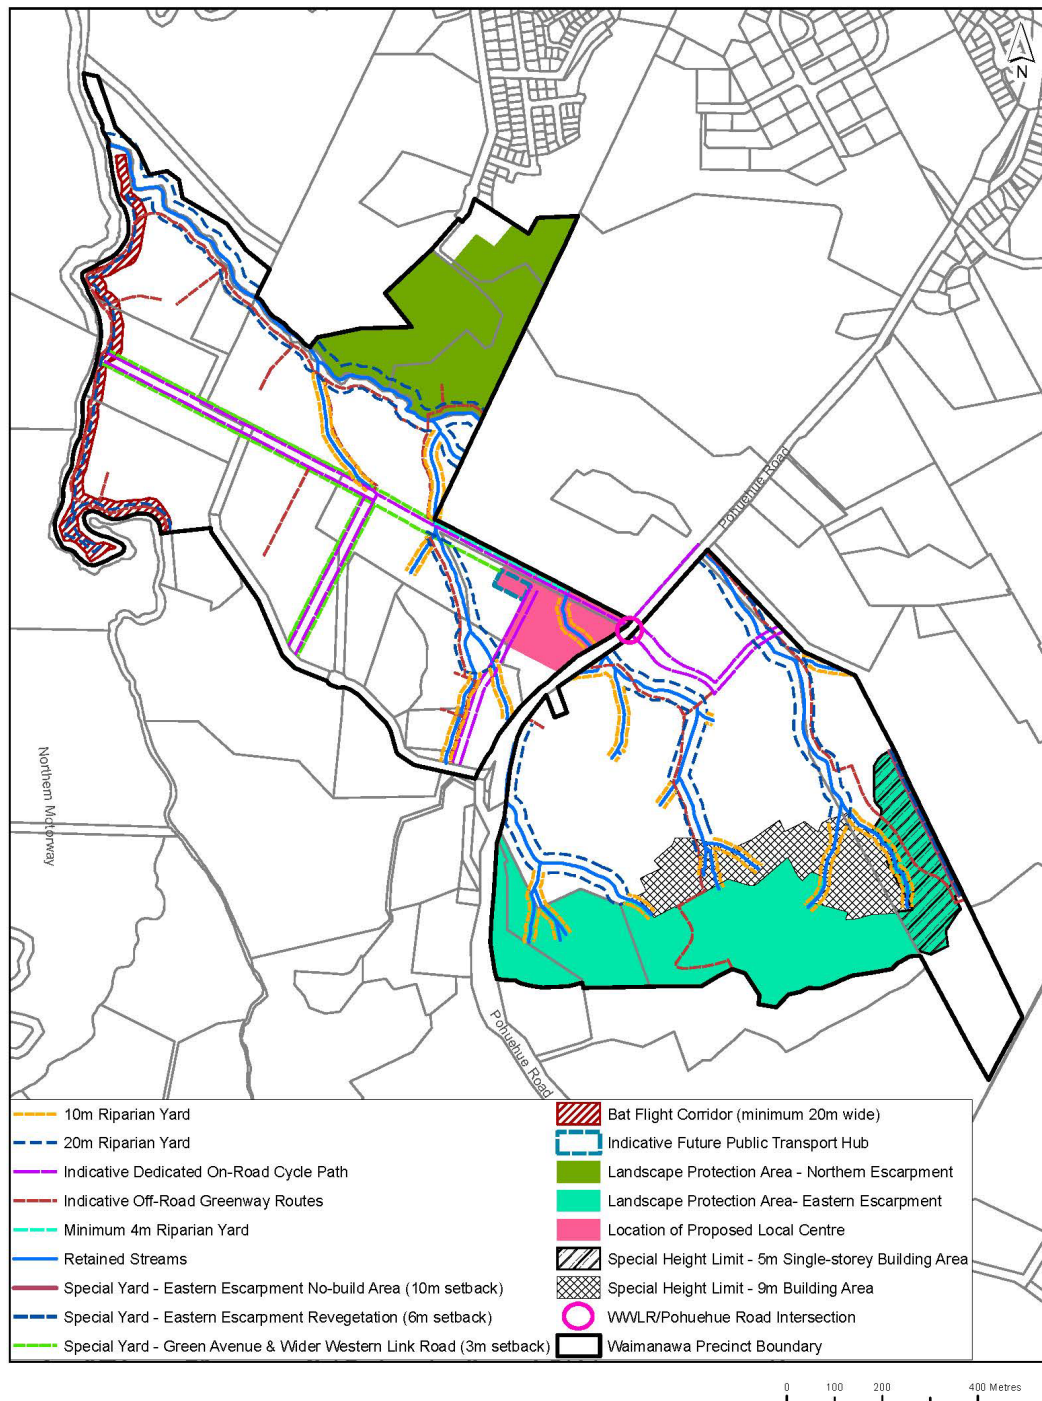 N
Pohuehue Road
Northern Motorway
Pohuehue Road
10m Riparian Yard
20m Riparian Yard
Indicative Dedicated On-Road Cycle Path
Indicative Off-Road Greenway Routes
Minimum 4m Riparian Yard
Retained Streams
Special Yard - Eastern Escarpment No-build Area (10m setback)
Special Yard - Eastern Escarpment Revegetation (6m setback)
Special Yard - Green Avenue & Wider Western Link Road (3m setback)
Bat Flight Corridor (minimum 20m wide)
Indicative Future Public Transport Hub
Landscape Protection Area - Northern Escarpment
Landscape Protection Area- Eastern Escarpment
Location of Proposed Local Centre
Special Height Limit - 5m Single-storey Building Area
Special Height Limit - 9m Building Area
WWLR/Pohuehue Road Intersection
Waimanawa Precinct Boundary
0 100 200 400 Metres